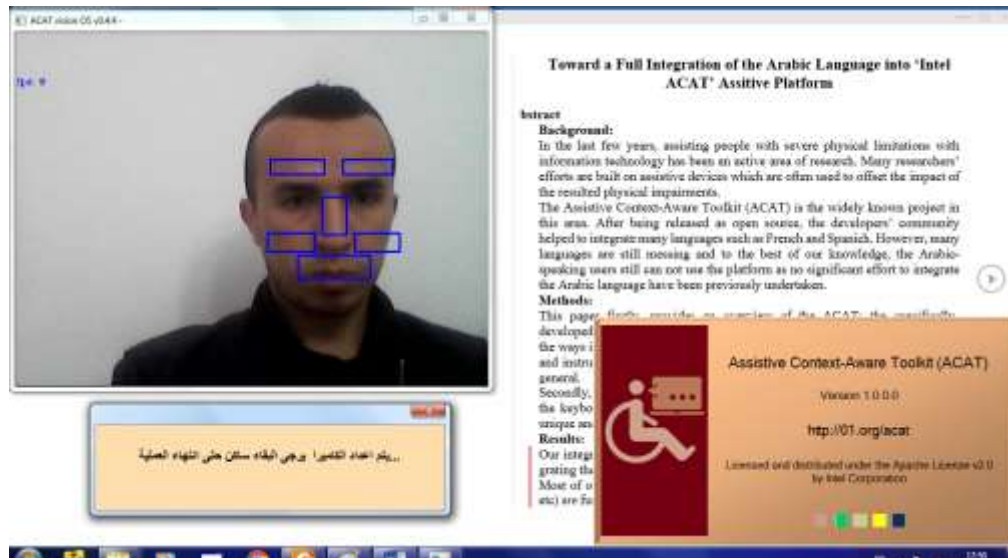 ACAT vision OS v0.4.4 -
Toward a Full Integration of the Arabic Language into 'Intel
ACAT' Assitive Platform
bstract
Background:
In the last few years, assisting people with severe physical limitations with
information technology has been an active area of research. Many researchers'
efforts are built on assistive devices which are often used to offset the impact of
the resulted physical impairments.
The Assistive Context-Aware Toolkit (ACAT) is the widely known project in
this area. After being released as open source, the developers' community
helped to integrate many languages such as French and Spanish. However, many
languages are still messing and to the best of our knowledge, the Arabic-
speaking users still can not use the platform as no significant effort to integrate
the Arabic language have been previously undertaken.
Methods:
This paper firstly, provides an overview of the ACAT: the specifically
developed
the ways i
and instru
general.
Secondly,
the keybo
unique an
Results:
Our integ
grating tha
Most of o
etc) are fu
Assistive Context-Aware Toolkit (ACAT)
Version 1.0.0.0
http://01.org/acat
Licensed and distributed under the Apache License v2.0
by Intel Corporation
يتم اعداد الكاميرا يرجى البقاء ساكن حتى انتهاء العملية...